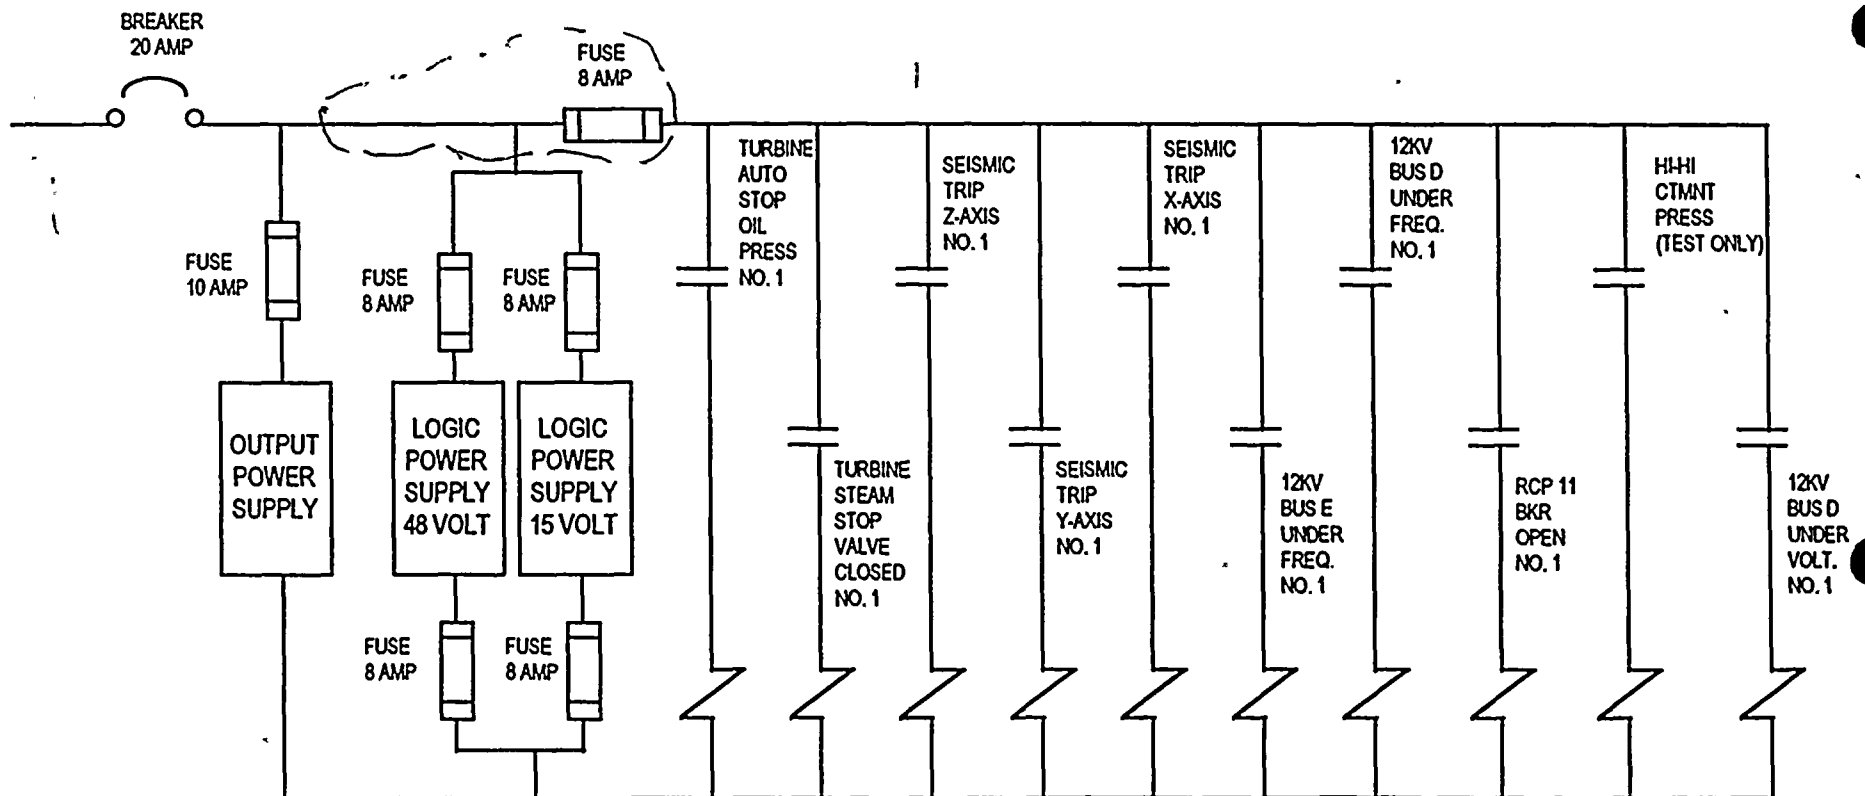 BREAKER
20 AMP
FUSE
8 AMP
FUSE
10 AMP
FUSE
8 AMP
FUSE
8 AMP
OUTPUT
POWER
SUPPLY
LOGIC
POWER
SUPPLY
48 VOLT
LOGIC
POWER
SUPPLY
15 VOLT
FUSE
8 AMP
FUSE
8 AMP
TURBINE
AUTO
STOP
OIL
PRESS
NO. 1
TURBINE
STEAM
STOP
VALVE
CLOSED
NO. 1
SEISMIC
TRIP
Z-AXIS
NO. 1
SEISMIC
TRIP
Y-AXIS
NO. 1
SEISMIC
TRIP
X-AXIS
NO. 1
12KV
BUS E
UNDER
FREQ.
NO. 1
12KV
BUS D
UNDER
FREQ.
NO. 1
RCP 11
BKR
OPEN
NO. 1
HI-HI
CTMNT
PRESS
(TEST ONLY)
12KV
BUS D
UNDER
VOLT.
NO. 1